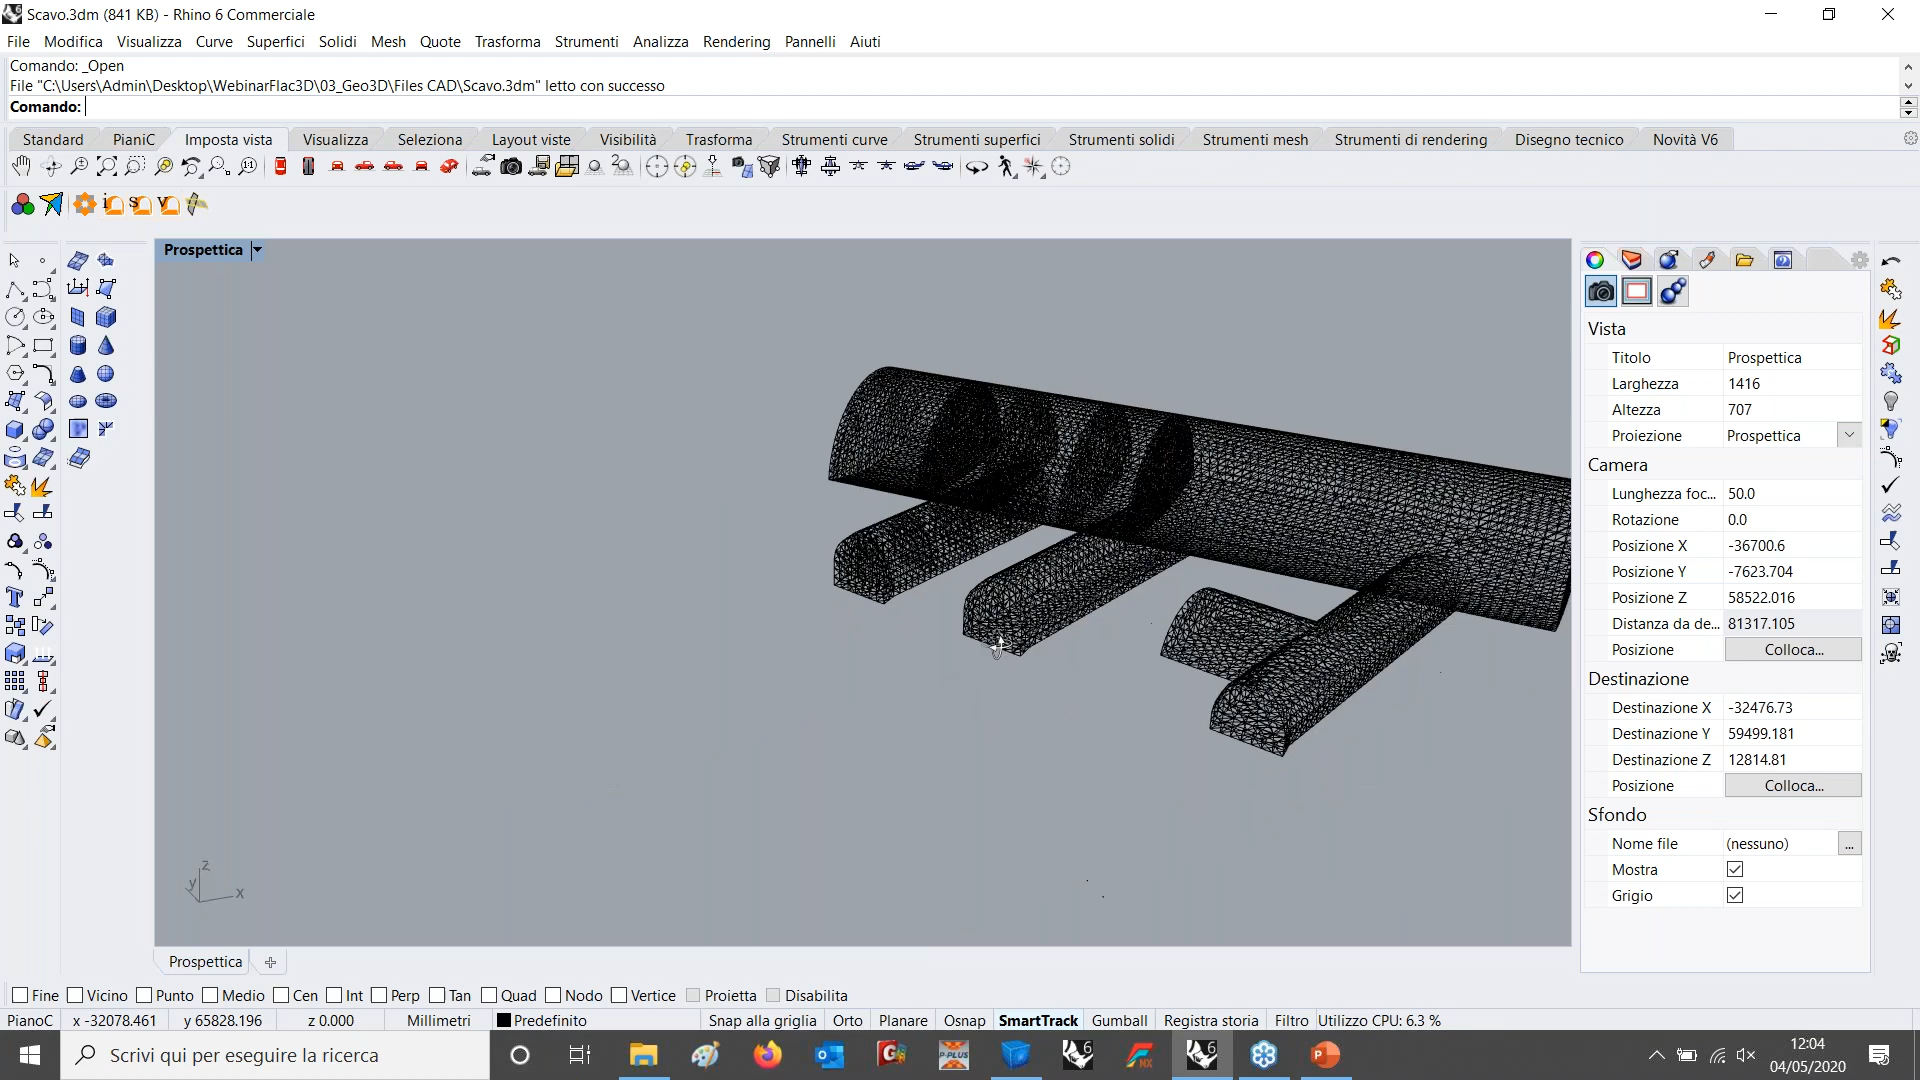 Scavo.3dm (841 KB) - Rhino 6 Commerciale
File Modifica Visualizza Curve Superfici Solidi Mesh Quote Trasforma Strumenti Analizza Rendering Pannelli Aiuti
Comando: _Open
File "C:\Users\Admin\Desktop\WebinarFlac3D\03_Geo3D\Files CAD\Scavo.3dm" letto con successo
Comando:
Standard PianiC Imposta vista Visualizza Seleziona Layout viste Visibilità Trasforma Strumenti curve Strumenti superfici Strumenti solidi Strumenti mesh Strumenti di rendering Disegno tecnico Novità V6
Prospettica
Vista
Titolo Prospettica
Larghezza 1416
Altezza 707
Proiezione Prospettica
Camera
Lunghezza foc... 50.0
Rotazione 0.0
Posizione X -36700.6
Posizione Y -7623.704
Posizione Z 58522.016
Distanza da de... 81317.105
Posizione Colloca...
Destinazione
Destinazione X -32476.73
Destinazione Y 59499.181
Destinazione Z 12814.81
Posizione Colloca...
Sfondo
Nome file (nessuno) ...
Mostra
Grigio
z
y
x
Prospettica
Fine Vicino Punto Medio Cen Int Perp Tan Quad Nodo Vertice Proietta Disabilita
PianoC x -32078.461 y 65828.196 z 0.000 Millimetri Predefinito Snap alla griglia Orto Planare Osnap SmartTrack Gumball Registra storia Filtro Utilizzo CPU: 6.3 %
Scrivi qui per eseguire la ricerca
12:04
04/05/2020